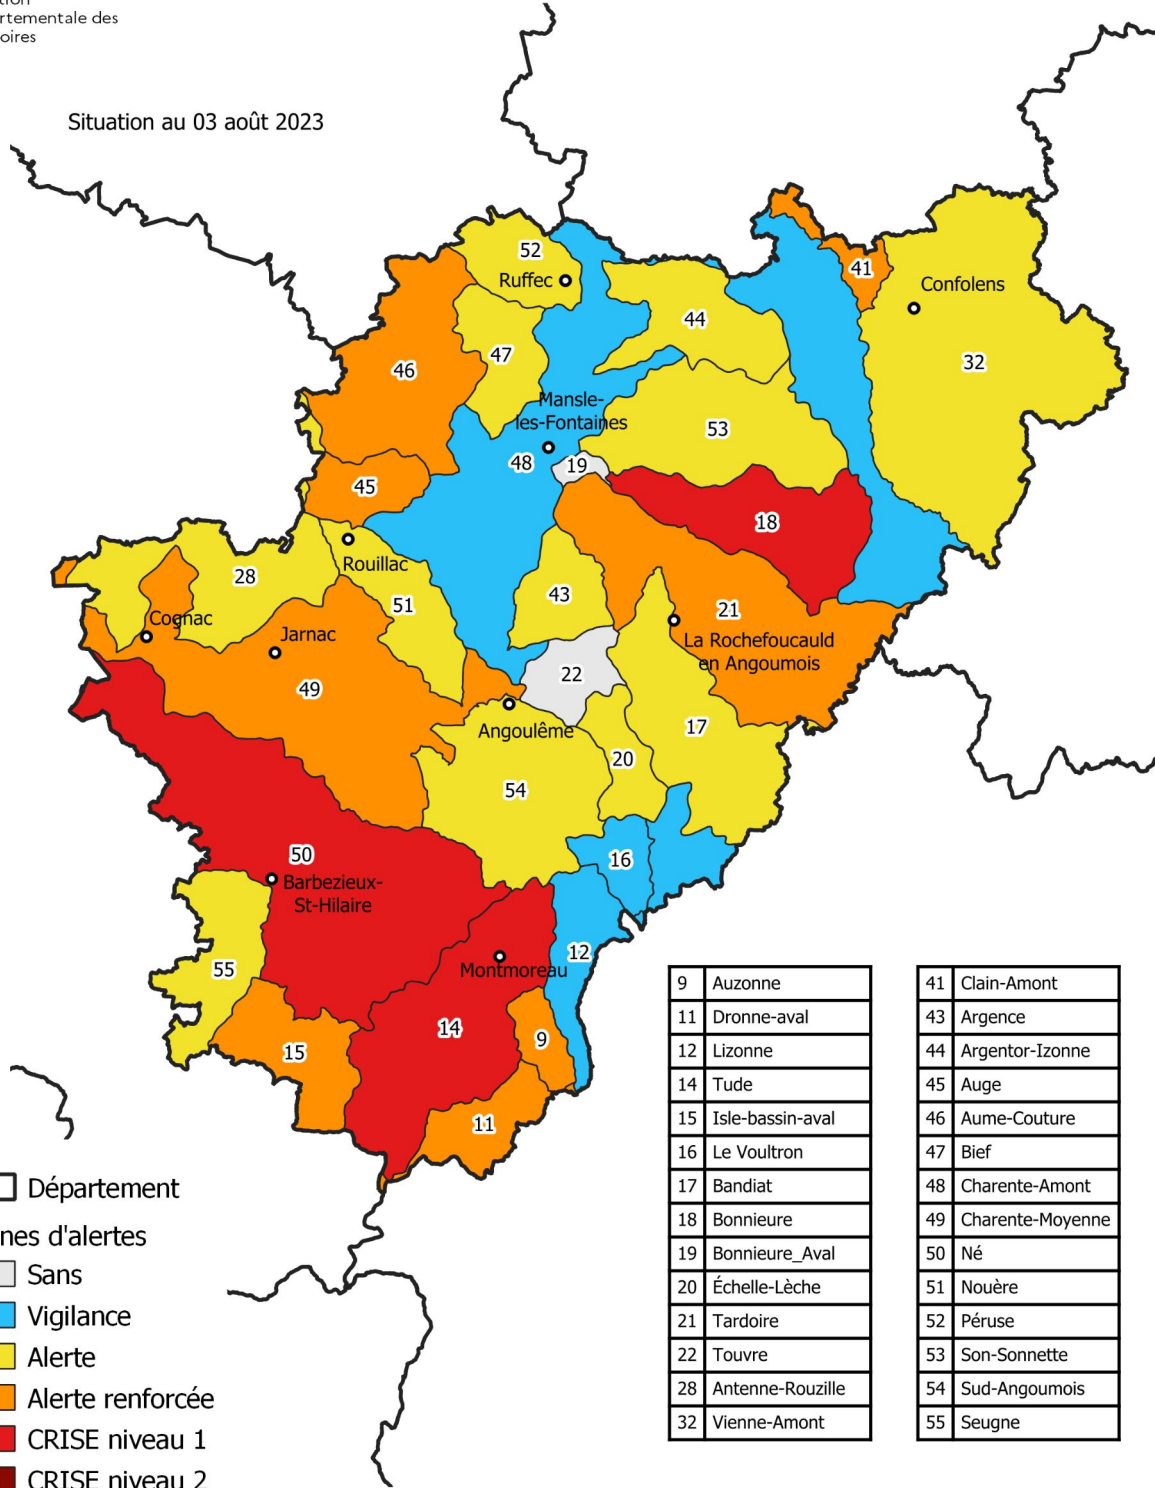 rtementale des
oires
Situation au 03 août 2023
52
Ruffec
41
Confolens
44
47
46
32
Mansle-
les-Fontaines
53
48
19
45
18
Rouillac
28
43
51
21
Cognac
Jarnac
La Rochefoucauld
en Angoumois
22
49
17
Angoulême
20
54
50
16
Barbezieux-
St-Hilaire
12
55
Montmoreau
14
9
15
11
9 Auzonne
11 Dronne-aval
12 Lizonne
14 Tude
15 Isle-bassin-aval
16 Le Voultron
17 Bandiat
18 Bonnieure
19 Bonnieure_Aval
20 Échelle-Lèche
21 Tardoire
22 Touvre
28 Antenne-Rouzille
32 Vienne-Amont
41 Clain-Amont
43 Argence
44 Argentor-Izonne
45 Auge
46 Aume-Couture
47 Bief
48 Charente-Amont
49 Charente-Moyenne
50 Né
51 Nouère
52 Péruse
53 Son-Sonnette
54 Sud-Angoumois
55 Seugne
Département
nes d'alertes
Sans
Vigilance
Alerte
Alerte renforcée
CRISE niveau 1
CRISE niveau 2